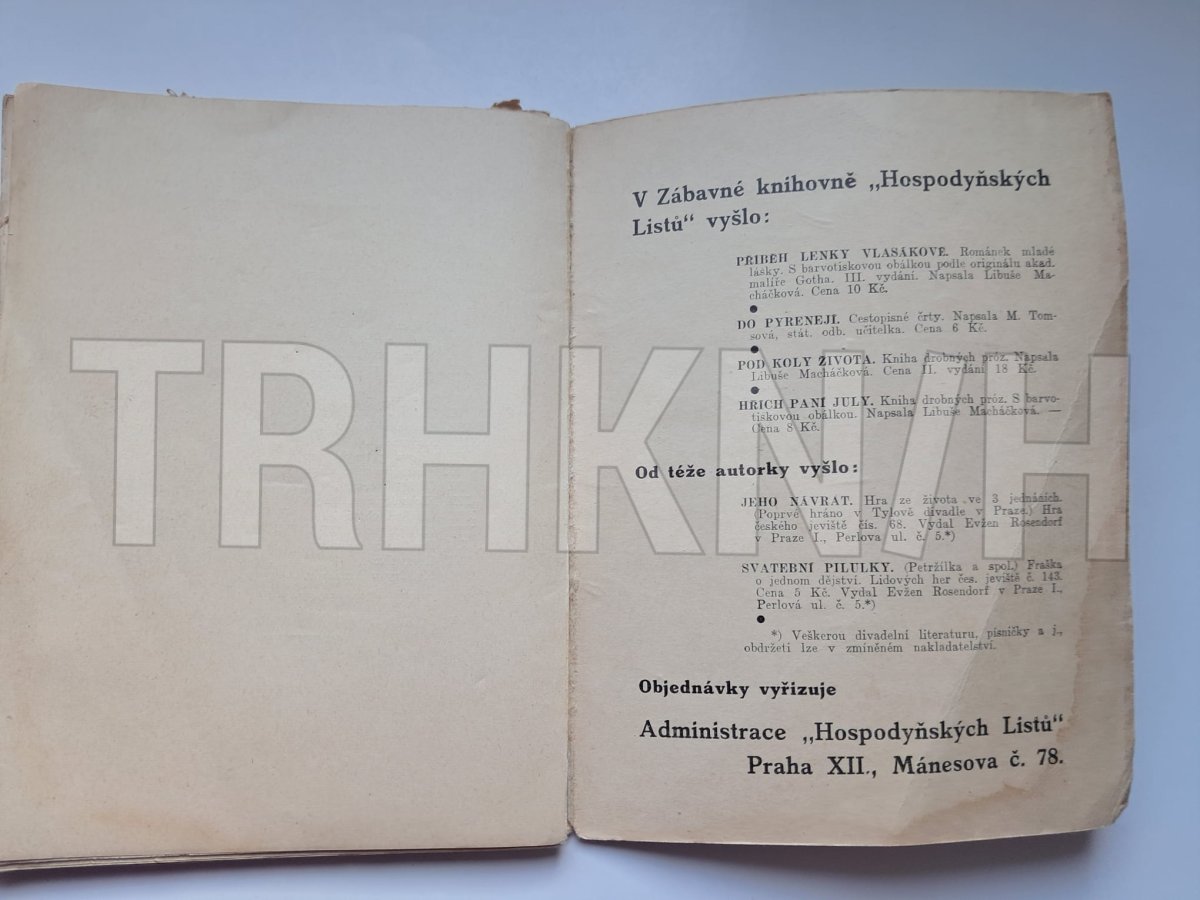 V Zábavné knihovně „Hospodyňských
Listů“ vyšlo:
PŘÍBĚH LENKY VLASÁKOVÉ. Románek mladé
lásky. S barvotiskovou obálkou podle originálu akad.
malíře Gotha. III. vydání. Napsala Libuše Ma-
cháčková. Cena 10 Kč.
●
DO PYRENEJÍ. Cestopisné črty. Napsala M. Tom-
sová, stát. odb. učitelka. Cena 6 Kč.
●
POD KOLY ŽIVOTA. Kniha drobných próz. Napsala
Libuše Macháčková. Cena II. vydání 18 Kč.
●
HŘÍCH PANÍ JULY. Kniha drobných próz. S barvo-
tiskovou obálkou. Napsala Libuše Macháčková. —
Cena 8 Kč.
Od téže autorky vyšlo:
JEHO NÁVRAT. Hra ze života ve 3 jednáních.
(Poprvé hráno v Tylově divadle v Praze.) Hra
českého jeviště čís. 68. Vydal Evžen Rosendorf
v Praze I., Perlova ul. č. 5.*)
SVATEBNÍ PILULKY. (Petržílka a spol.) Fraška
o jednom dějství. Lidových her čes. jeviště č. 143.
Cena 5 Kč. Vydal Evžen Rosendorf v Praze I.,
Perlová ul. č. 5.*)
●
*) Veškerou divadelní literaturu, písničky a j.,
obdržeti lze v zmíněném nakladatelství.
Objednávky vyřizuje
Administrace „Hospodyňských Listů“
Praha XII., Mánesova č. 78.
TRHKNIH